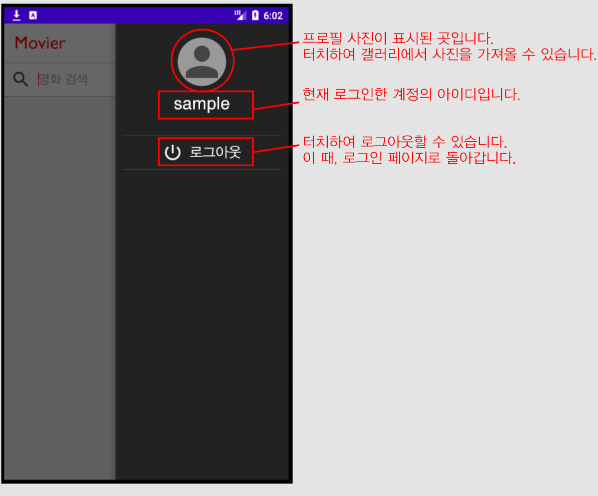 LTE 6:02
Movier
영화 검색
sample
로그아웃
프로필 사진이 표시된 곳입니다.
터치하여 갤러리에서 사진을 가져올 수 있습니다.
현재 로그인한 계정의 아이디입니다.
터치하여 로그아웃할 수 있습니다.
이 때, 로그인 페이지로 돌아갑니다.